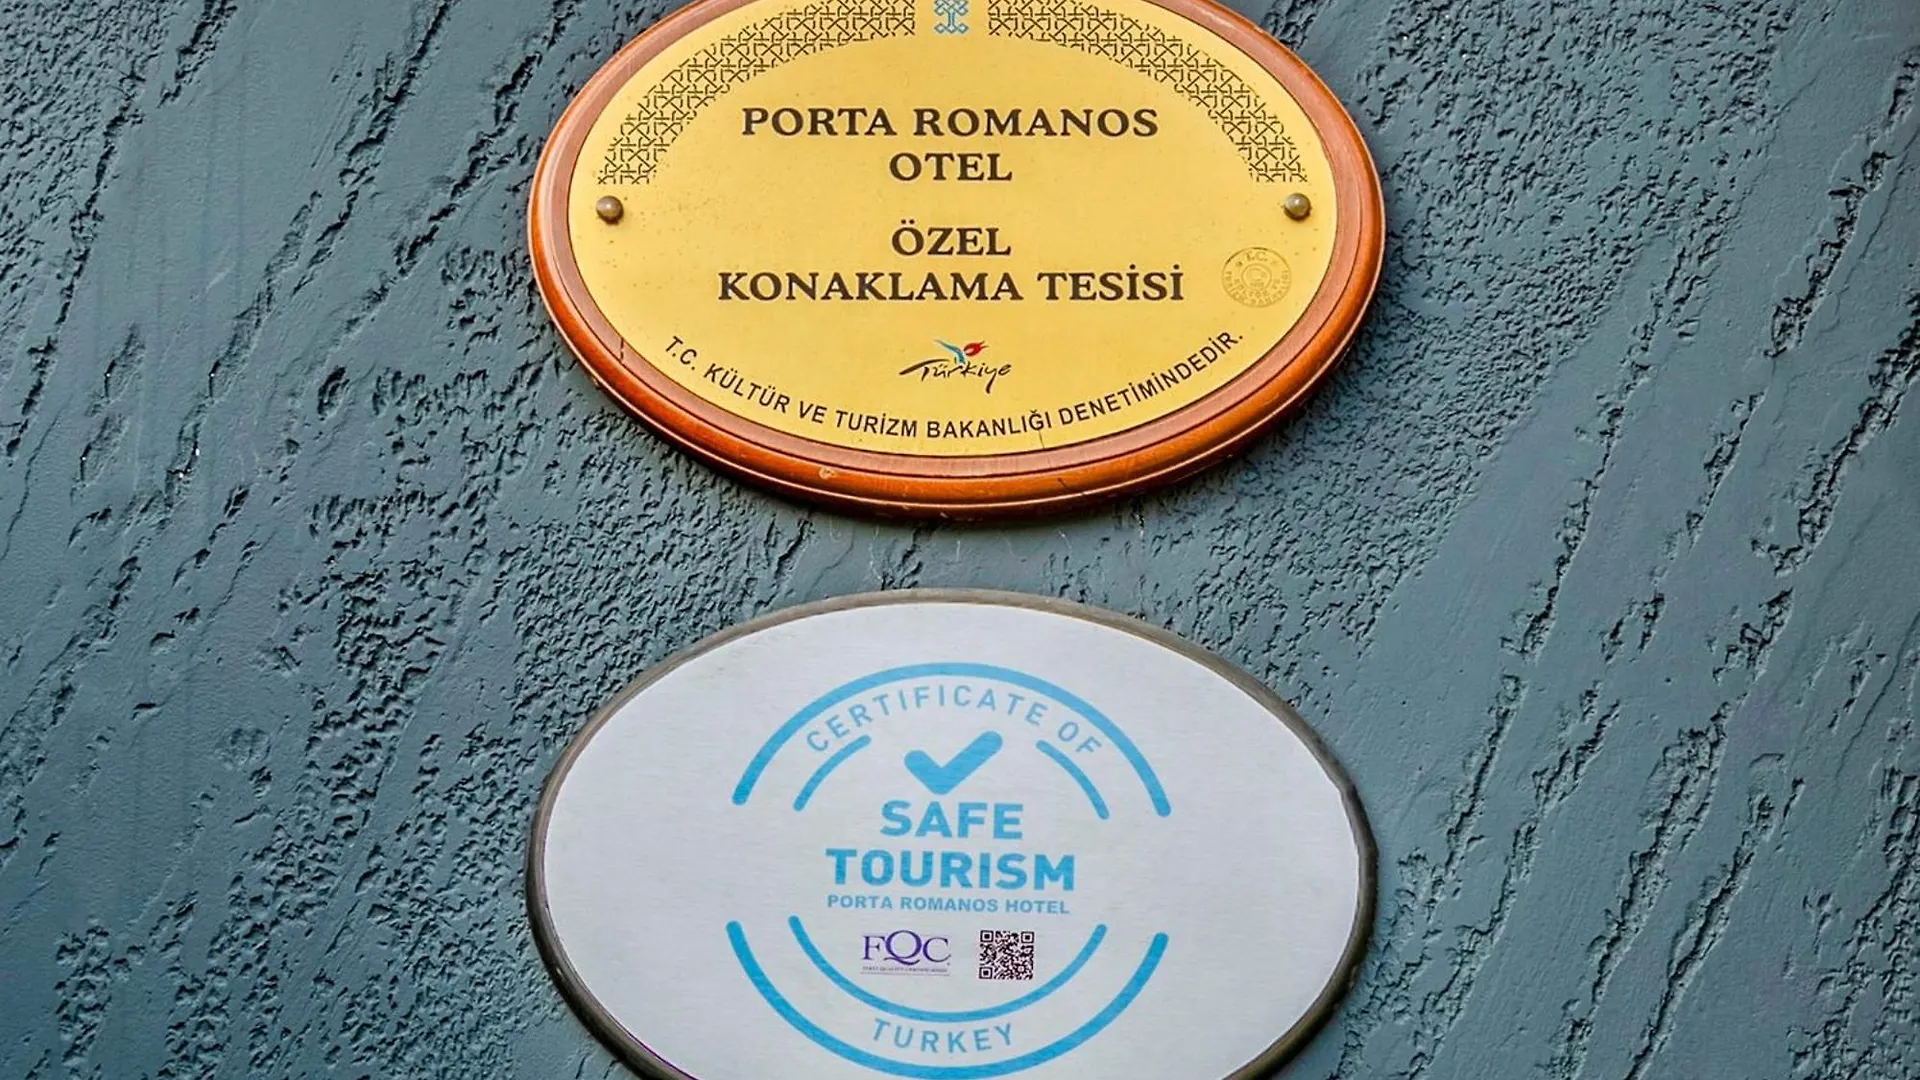 PORTA ROMANOS
OTEL
ÖZEL
KONAKLAMA TESİSİ
Türkiye
T.C. KÜLTÜR VE TURİZM BAKANLIĞI DENETİMİNDEDİR.
CERTIFICATE OF
SAFE
TOURISM
PORTA ROMANOS HOTEL
FQC
TURKEY